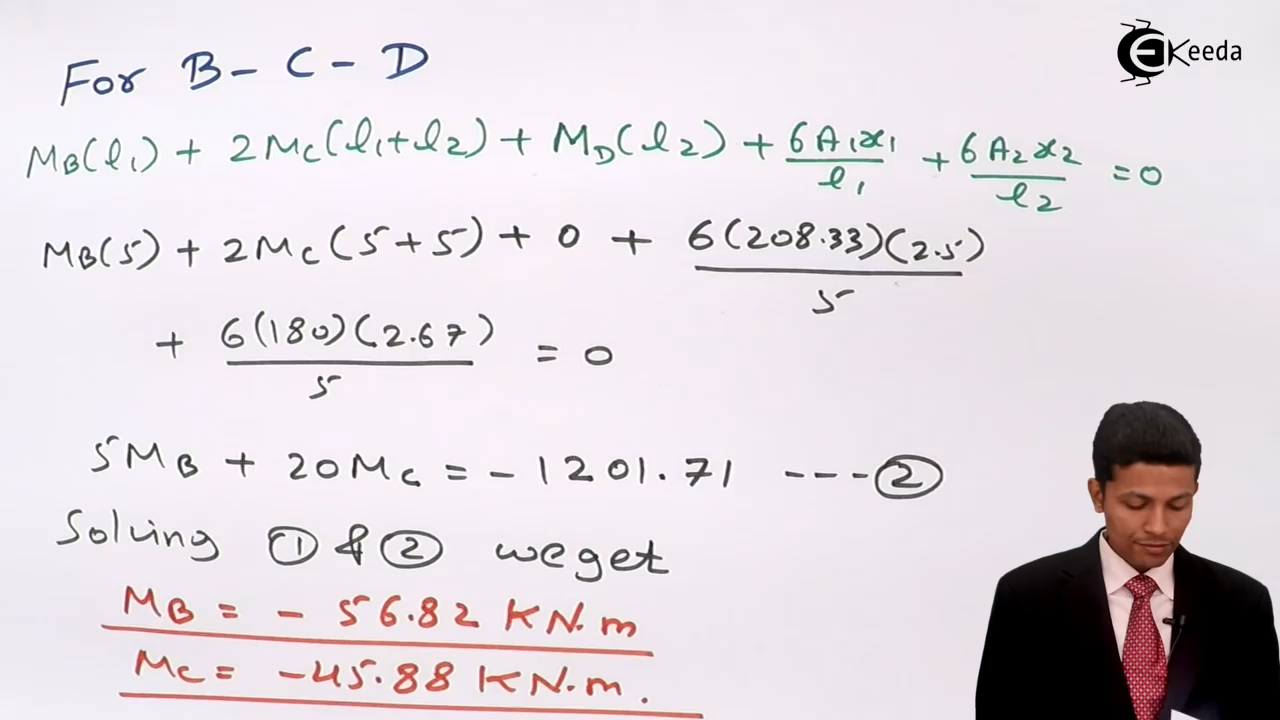 For B - C - D
EKeeda
MB(l1) + 2Mc(l1+l2) + MD(l2) + 6A1x1/l1 + 6A2x2/l2 = 0
MB(5) + 2Mc(5+5) + 0 + 6(208.33)(2.5)/5
+ 6(180)(2.67)/5 = 0
5MB + 20Mc = -1201.71 ---- ②
Solving ① & ② we get
MB = - 56.82 KN.m
Mc = -45.88 KN.m.